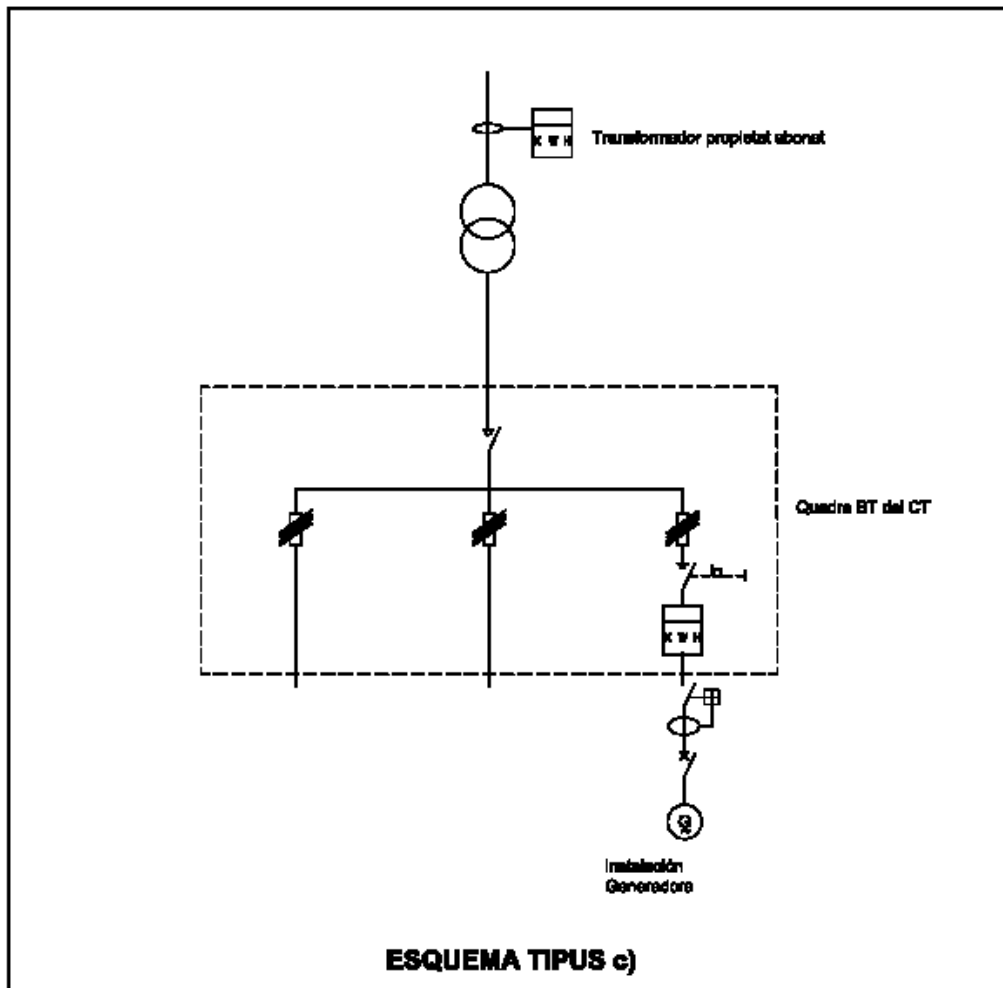 K W H
Transformador propietat abonat
Quadre BT del CT
K W H
G
Instalación
Generadora
ESQUEMA TIPUS c)